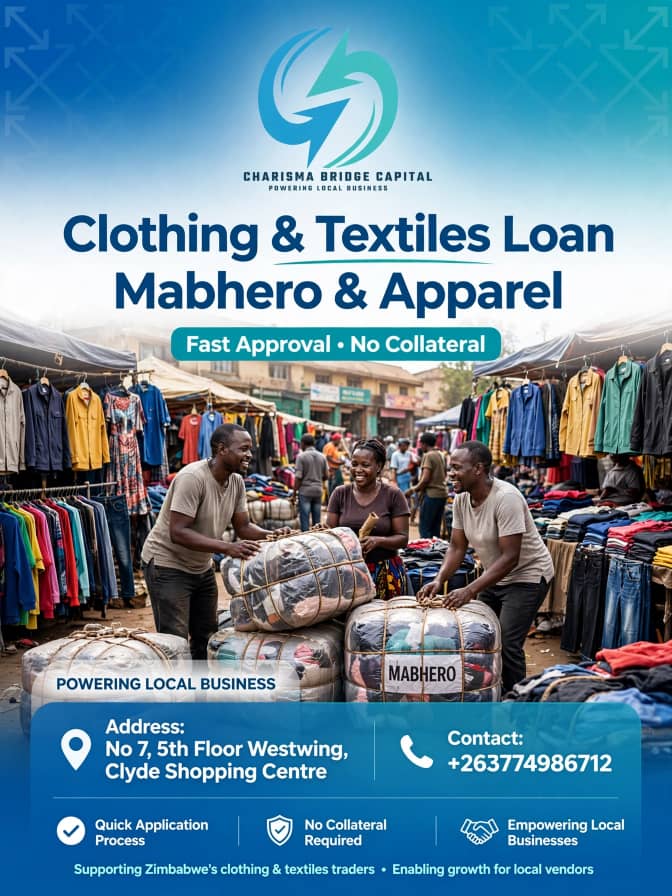 CHARISMA BRIDGE CAPITAL
POWERING LOCAL BUSINESS
Clothing & Textiles Loan
Mabhero & Apparel
Fast Approval • No Collateral
MABHERO
POWERING LOCAL BUSINESS
Address:
No 7, 5th Floor Westwing,
Clyde Shopping Centre
Contact:
+263774986712
Quick Application
Process
No Collateral
Required
Empowering Local
Businesses
Supporting Zimbabwe's clothing & textiles traders • Enabling growth for local vendors